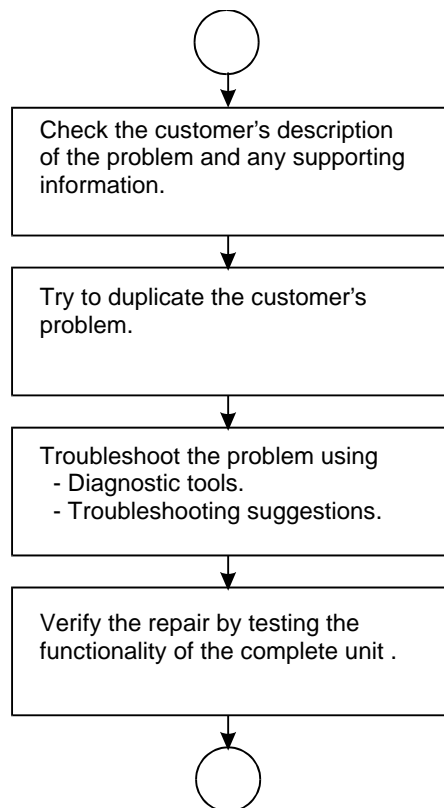 Check the customer’s description
of the problem and any supporting
information.
Try to duplicate the customer’s
problem.
Troubleshoot the problem using
- Diagnostic tools.
- Troubleshooting suggestions.
Verify the repair by testing the
functionality of the complete unit .